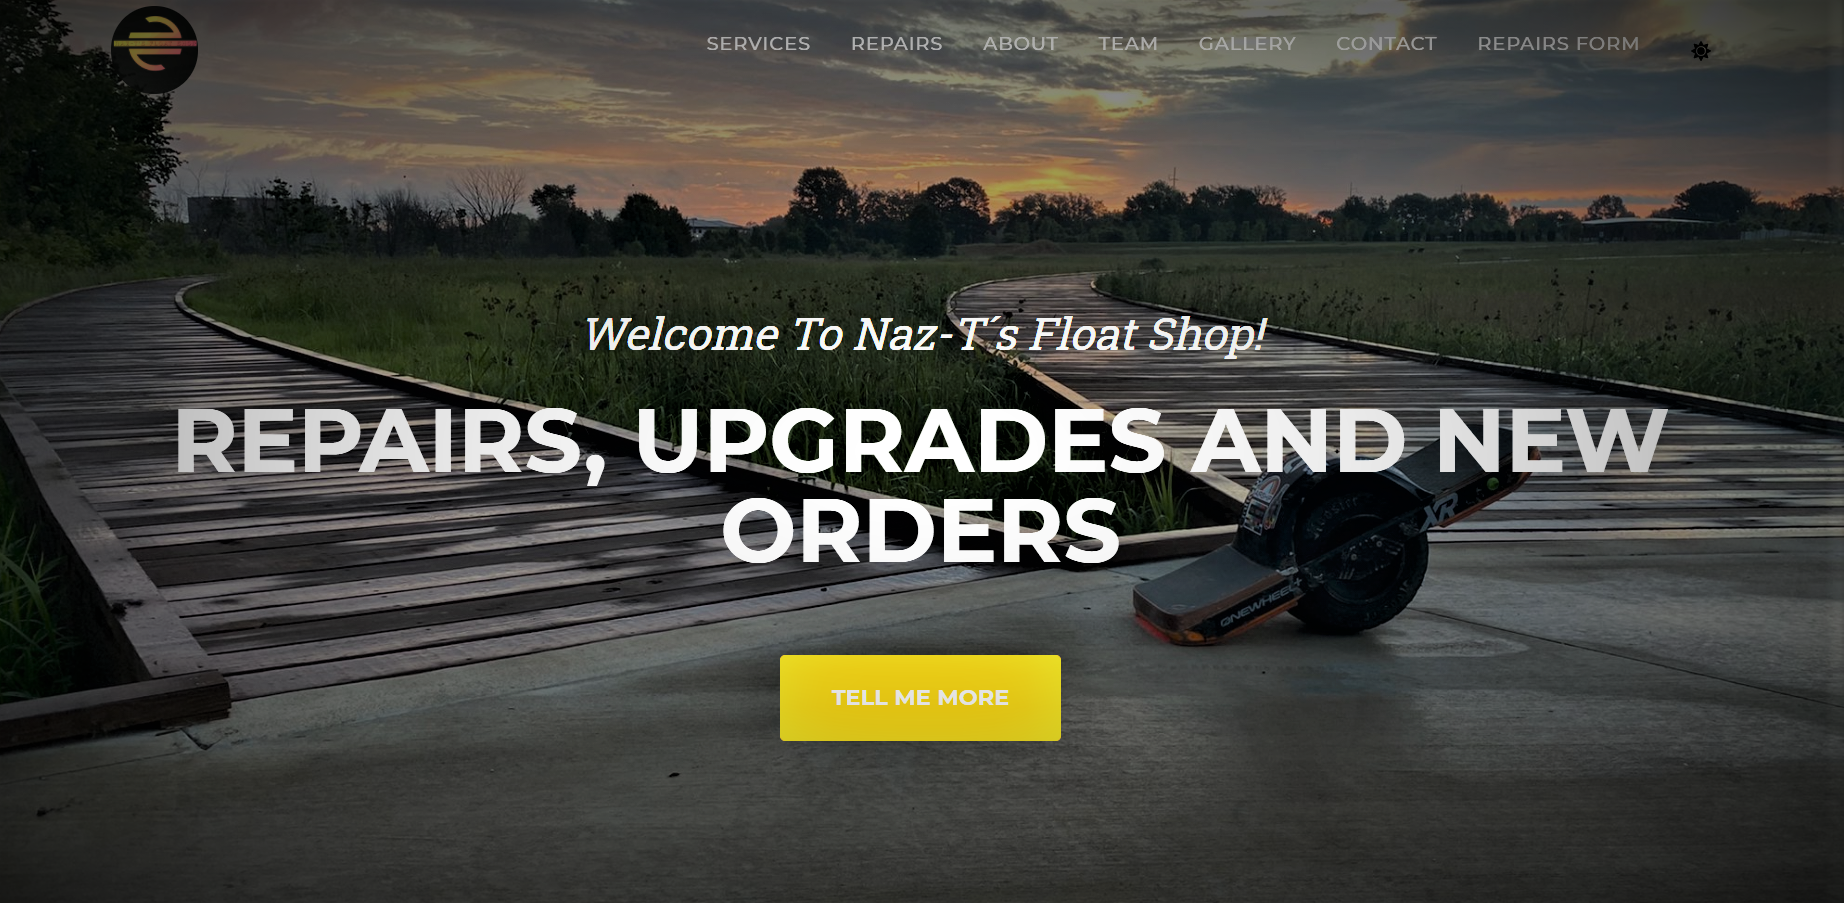 SERVICES REPAIRS ABOUT TEAM GALLERY CONTACT REPAIRS FORM
Welcome To Naz-T´s Float Shop!
REPAIRS, UPGRADES AND NEW
ORDERS
XR
ONEWHEEL+
TELL ME MORE